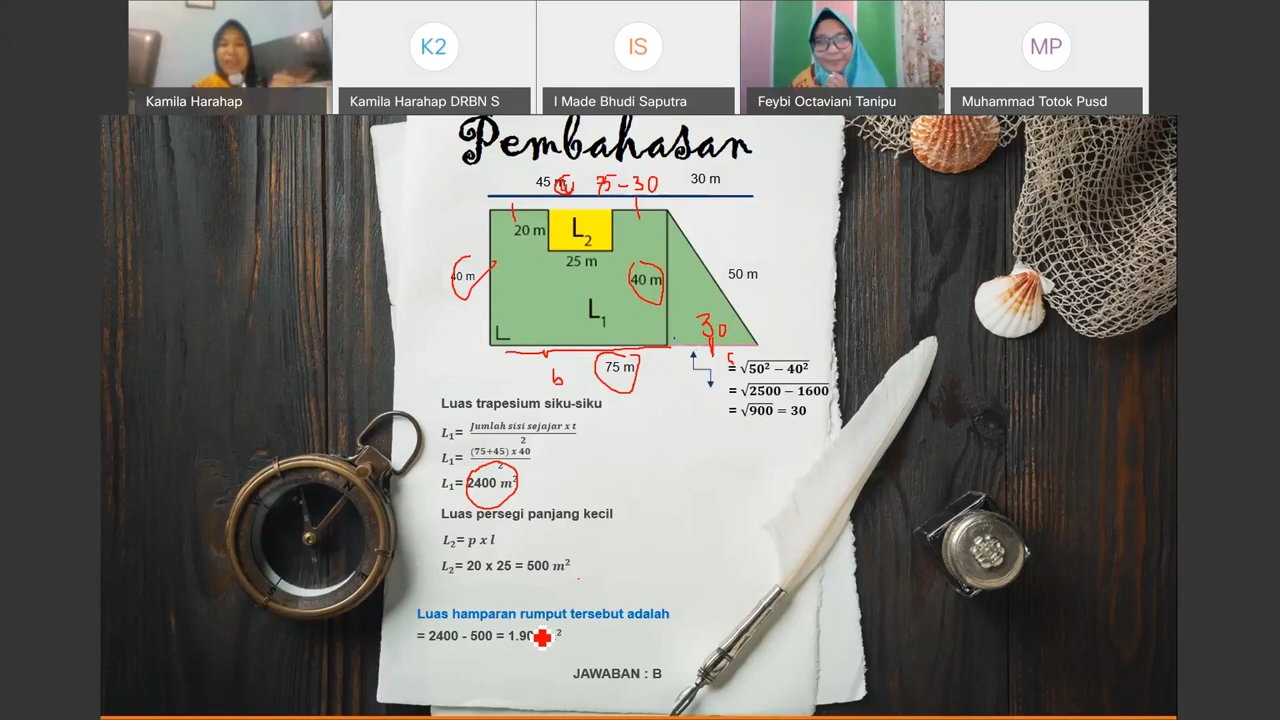 K2
IS
MP
Kamila Harahap
Kamila Harahap DRBN S
I Made Bhudi Saputra
Feybi Octaviani Tanipu
Muhammad Totok Pusd
Pembahasan
45
75-30
30 m
20 m
L2
25 m
40 m
40 m
50 m
L1
30
75 m
b
= √50² − 40²
= √2500 − 1600
= √900 = 30
Luas trapesium siku-siku
L1= Jumlah sisi sejajar x t / 2
L1= (75+45) x 40 / 2
L1= 2400 m²
Luas persegi panjang kecil
L2= p x l
L2= 20 x 25 = 500 m²
Luas hamparan rumput tersebut adalah
= 2400 - 500 = 1.90
JAWABAN : B